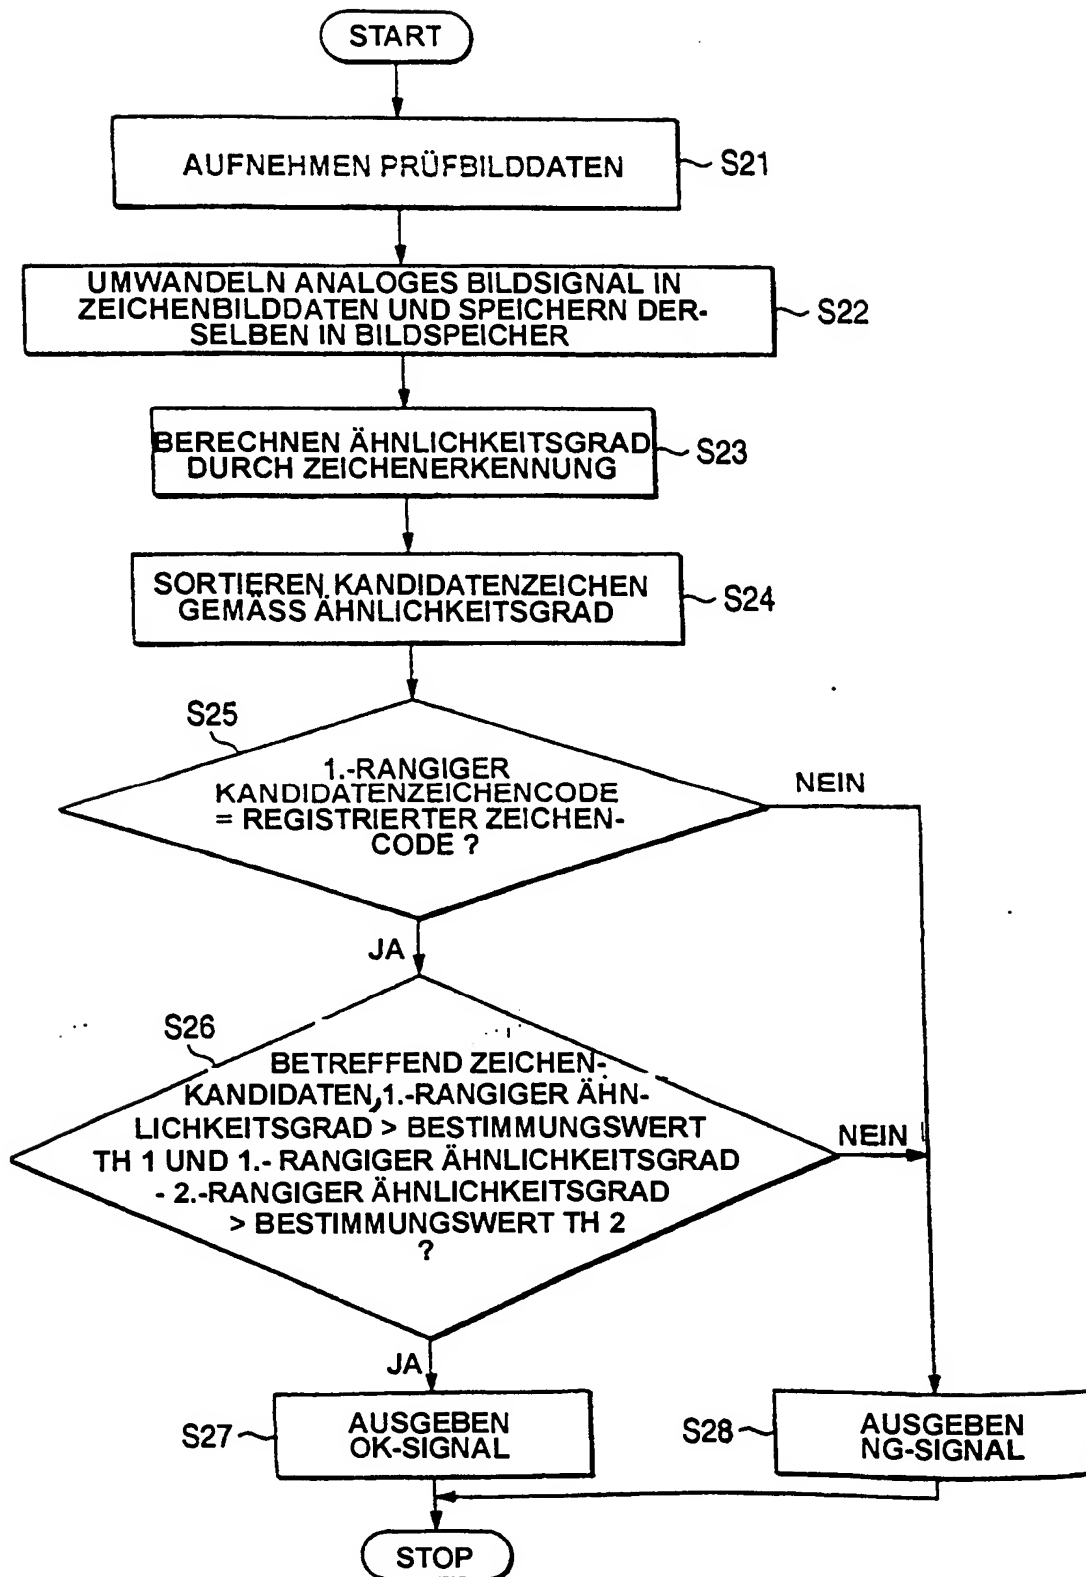 START
AUFNEHMEN PRÜFBILDDATEN
S21
UMWANDELN ANALOGES BILDSIGNAL IN
ZEICHENBILDDATEN UND SPEICHERN DER-
SELBEN IN BILDSPEICHER
S22
BERECHNEN ÄHNLICHKEITSGRAD
DURCH ZEICHENERKENNUNG
S23
SORTIEREN KANDIDATENZEICHEN
GEMÄSS ÄHNLICHKEITSGRAD
S24
S25
1.-RANGIGER
KANDIDATENZEICHENCODE
= REGISTRIERTER ZEICHEN-
CODE ?
NEIN
JA
S26
BETREFFEND ZEICHEN-
KANDIDATEN, 1.-RANGIGER ÄHN-
LICHKEITSGRAD > BESTIMMUNGSWERT
TH 1 UND 1.- RANGIGER ÄHNLICHKEITSGRAD
- 2.-RANGIGER ÄHNLICHKEITSGRAD
> BESTIMMUNGSWERT TH 2
?
NEIN
JA
S27
AUSGEBEN
OK-SIGNAL
S28
AUSGEBEN
NG-SIGNAL
STOP